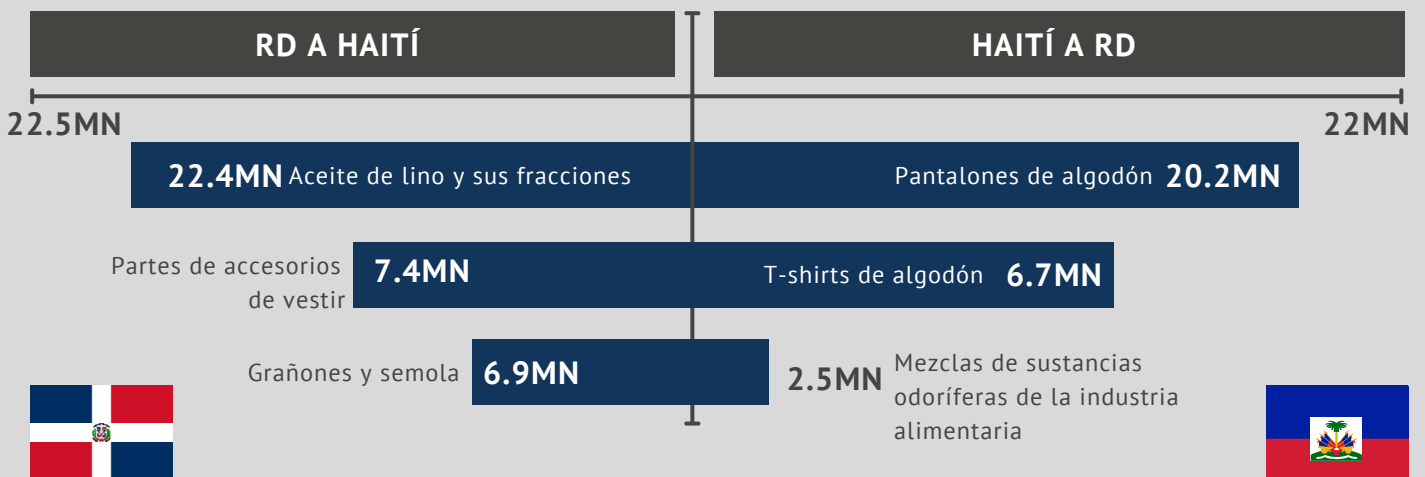 RD A HAITÍ
HAITÍ A RD
22.5MN
22MN
22.4MN Aceite de lino y sus fracciones
Pantalones de algodón 20.2MN
Partes de accesorios
de vestir
7.4MN
T-shirts de algodón 6.7MN
Grañones y semola 6.9MN
2.5MN
Mezclas de sustancias
odoríferas de la industria
alimentaria